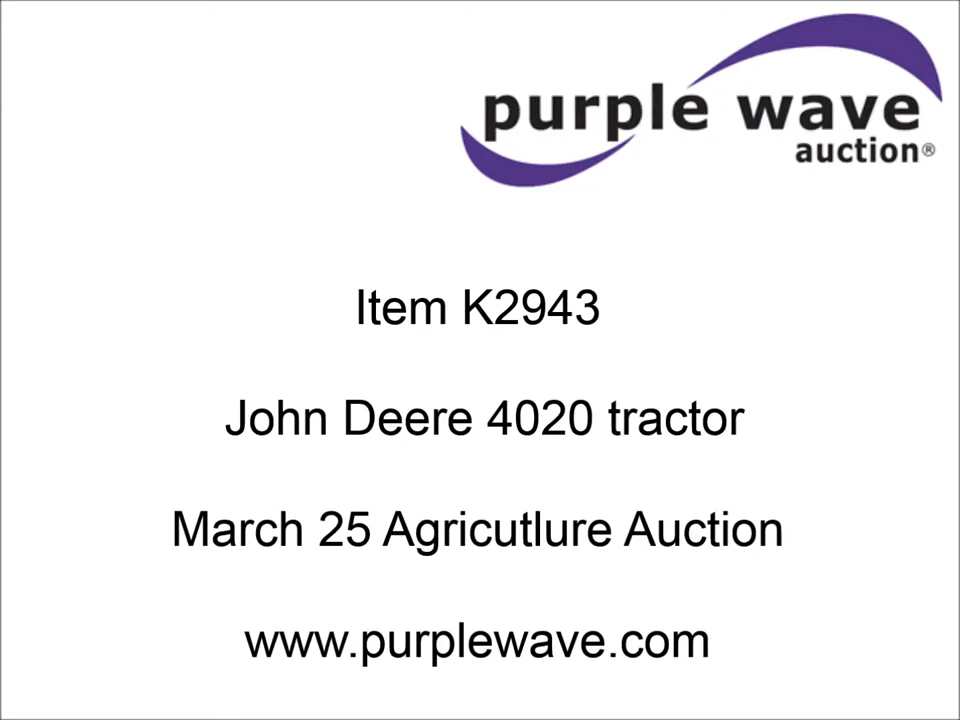 purple wave
auction®
Item K2943
John Deere 4020 tractor
March 25 Agricutlure Auction
www.purplewave.com